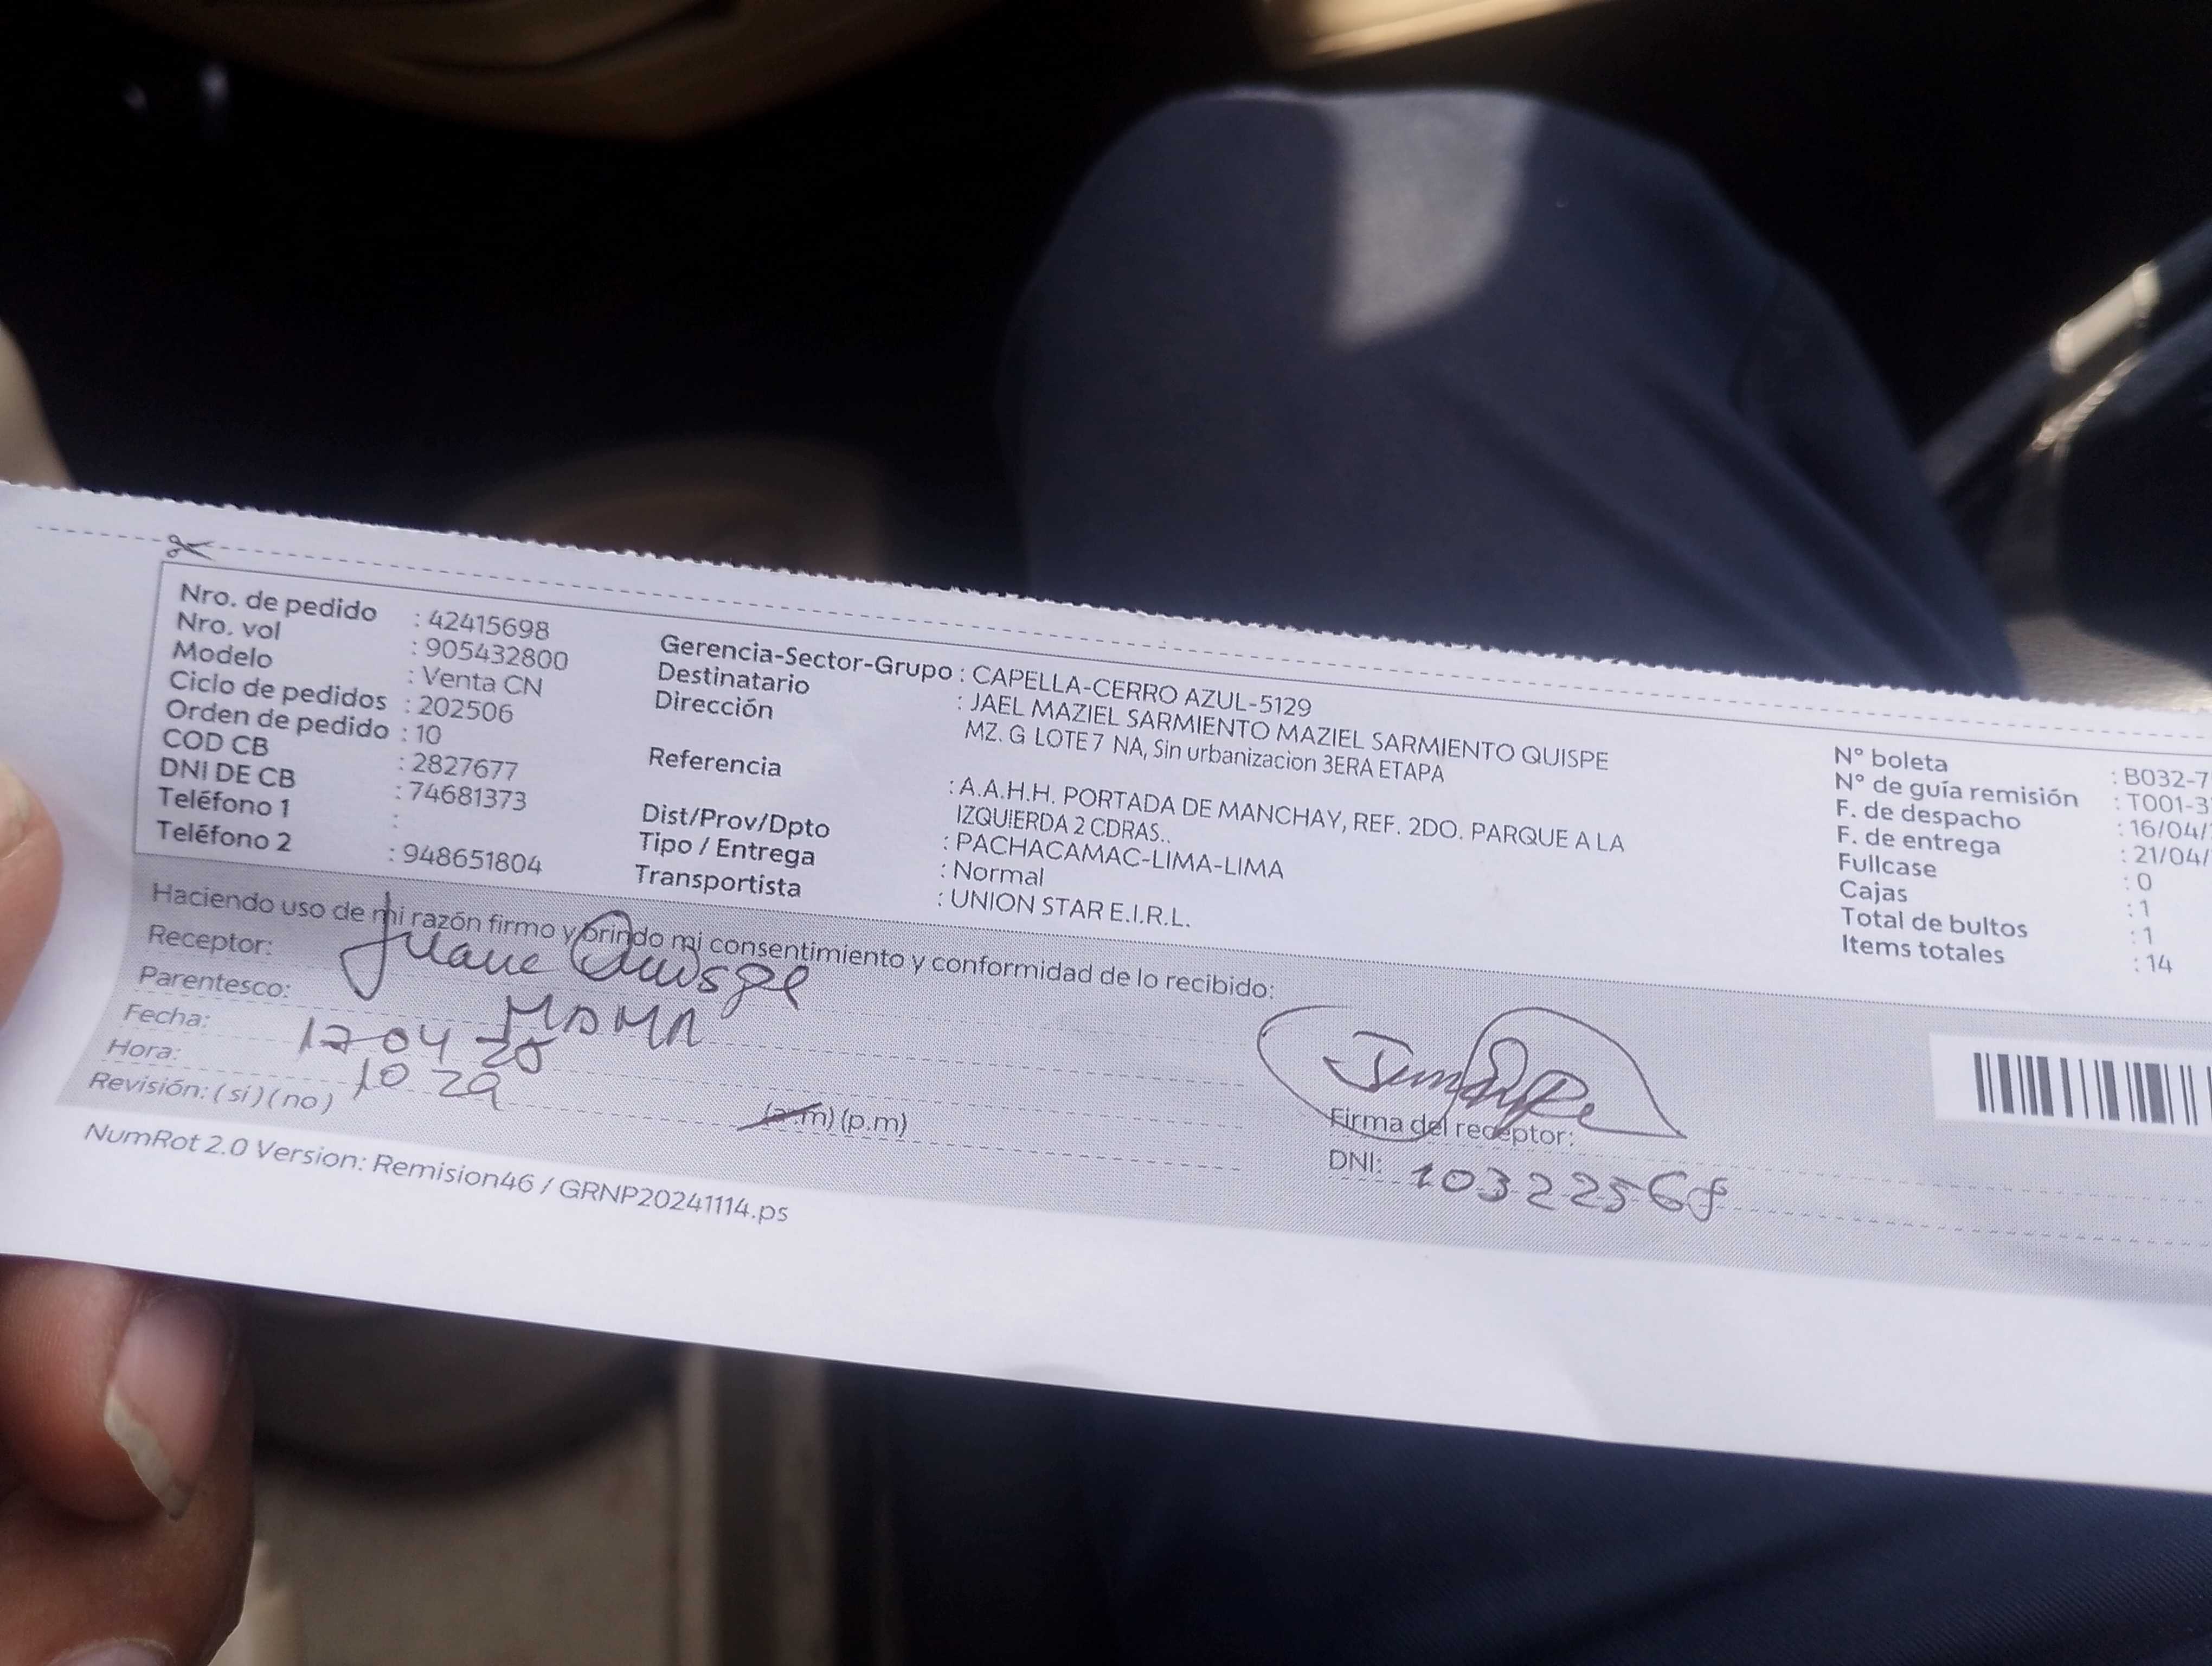 Nro. de pedido : 42415698
Nro. vol : 905432800
Modelo : Venta CN
Ciclo de pedidos : 202506
Orden de pedido : 10
COD CB : 2827677
DNI DE CB : 74681373
Teléfono 1 :
Teléfono 2 : 948651804
Gerencia-Sector-Grupo : CAPELLA-CERRO AZUL-5129
Destinatario : JAEL MAZIEL SARMIENTO MAZIEL SARMIENTO QUISPE
Dirección MZ. G LOTE 7 NA, Sin urbanizacion 3ERA ETAPA
Referencia : A.A.H.H. PORTADA DE MANCHAY, REF. 2DO. PARQUE A LA
IZQUIERDA 2 CDRAS..
Dist/Prov/Dpto : PACHACAMAC-LIMA-LIMA
Tipo / Entrega : Normal
Transportista : UNION STAR E.I.R.L.
N° boleta : B032-7
N° de guía remisión : T001-3
F. de despacho : 16/04/
F. de entrega : 21/04/
Fullcase : 0
Cajas : 1
Total de bultos : 1
Items totales : 14
Haciendo uso de mi razón firmo y brindo mi consentimiento y conformidad de lo recibido:
Receptor: Juana Quispe
Parentesco: MAMA
Fecha: 17 04 25
Hora: 10 29 (a.m) (p.m)
Revisión: ( si ) ( no )
Firma del receptor:
DNI: 10322568
NumRot 2.0 Version: Remision46 / GRNP20241114.ps